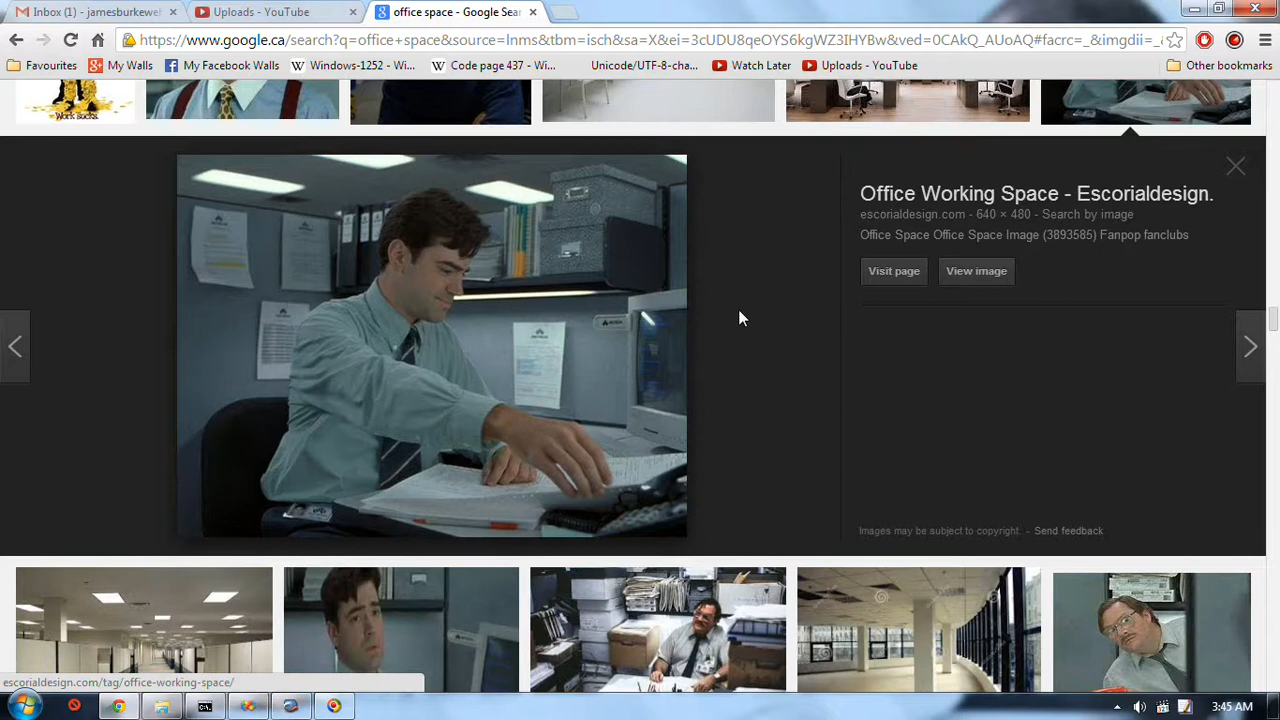 Inbox (1) - jamesburkeweb
Uploads - YouTube
office space - Google Sear
https://www.google.ca/search?q=office+space&source=lnms&tbm=isch&sa=X&ei=3cUDU8qeOYS6kgWZ3IHYBw&ved=0CAkQ_AUoAQ#facrc=_&imgdii=_
Favourites
My Walls
My Facebook Walls
Windows-1252 - Wi...
Code page 437 - Wi...
Unicode/UTF-8-cha...
Watch Later
Uploads - YouTube
Other bookmarks
Work sucks
Office Working Space - Escorialdesign.
escorialdesign.com - 640 × 480 - Search by image
Office Space Office Space Image (3893585) Fanpop fanclubs
Visit page
View image
Images may be subject to copyright. - Send feedback
escorialdesign.com/tag/office-working-space/
3:45 AM